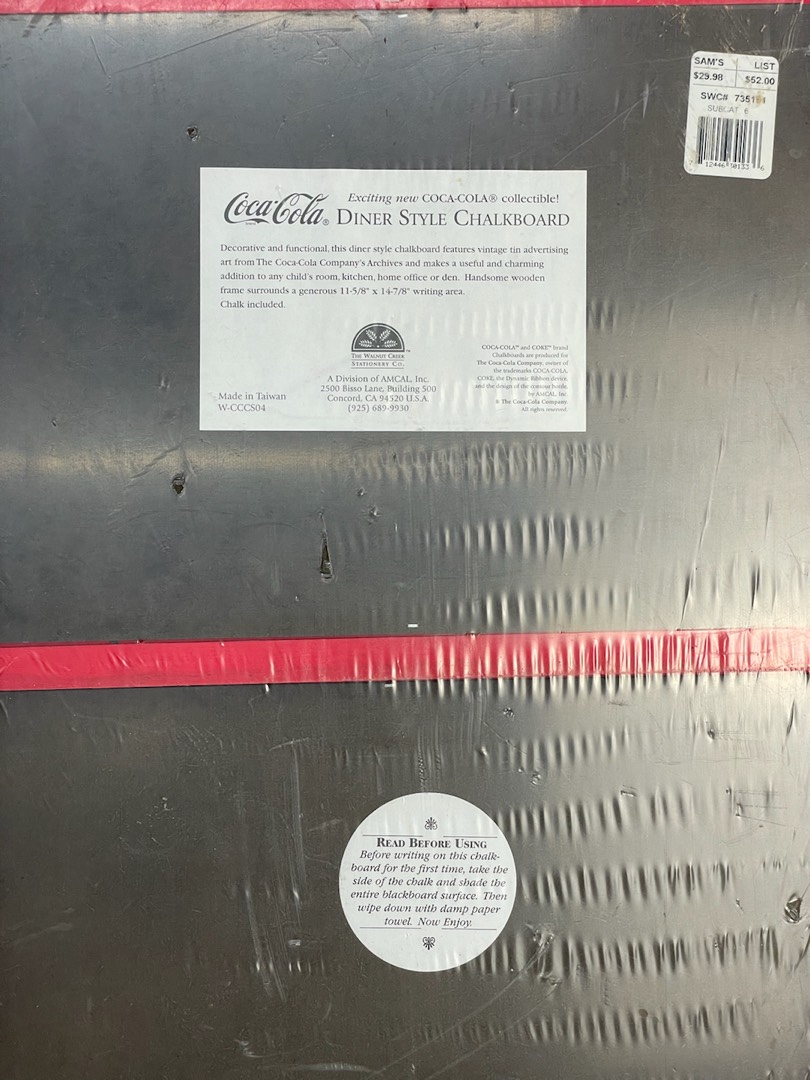 SAM'S LIST
$29.98 $52.00
SWC# 7351
SUBCAT 6
Exciting new COCA-COLA® collectible!
Coca-Cola® DINER STYLE CHALKBOARD
Decorative and functional, this diner style chalkboard features vintage tin advertising
art from The Coca-Cola Company's Archives and makes a useful and charming
addition to any child's room, kitchen, home office or den. Handsome wooden
frame surrounds a generous 11-5/8" x 14-7/8" writing area.
Chalk included.
THE WALNUT CREEK™
STATIONERY CO.
A Division of AMCAL, Inc.
2500 Bisso Lane, Building 500
Concord, CA 94520 U.S.A.
(925) 689-9930
Made in Taiwan
W-CCCS04
COCA-COLA™ and COKE™ brand
Chalkboards are produced for
The Coca-Cola Company, owner of
the trademarks COCA-COLA,
COKE, the Dynamic Ribbon device,
and the design of the contour bottle,
by AMCAL, Inc.
® The Coca-Cola Company.
All rights reserved.
READ BEFORE USING
Before writing on this chalk-
board for the first time, take the
side of the chalk and shade the
entire blackboard surface. Then
wipe down with damp paper
towel. Now Enjoy.